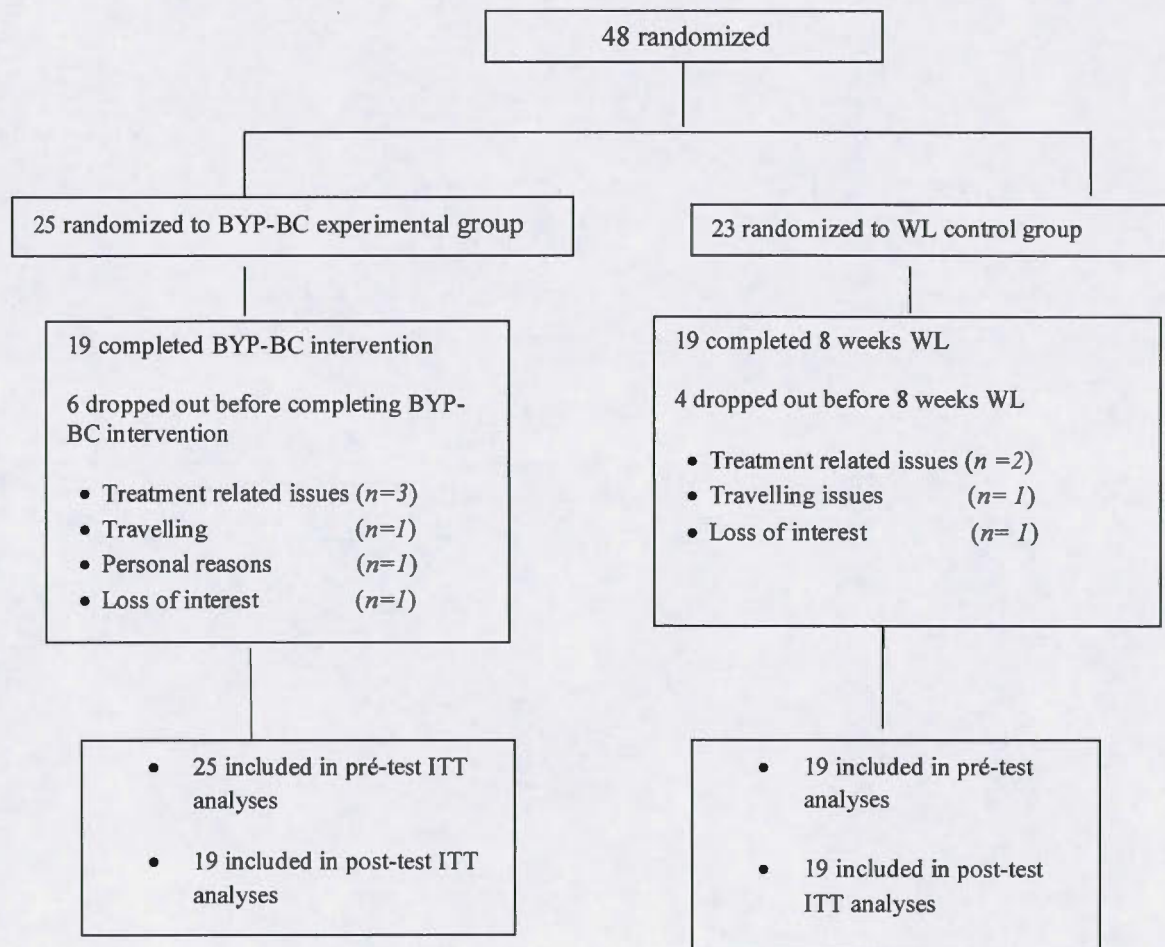 48 randomized
25 randomized to BYP-BC experimental group
23 randomized to WL control group
19 completed BYP-BC intervention
6 dropped out before completing BYP-
BC intervention
• Treatment related issues (n=3)
• Travelling (n=1)
• Personal reasons (n=1)
• Loss of interest (n=1)
19 completed 8 weeks WL
4 dropped out before 8 weeks WL
• Treatment related issues (n =2)
• Travelling issues (n= 1)
• Loss of interest (n= 1)
• 25 included in pré-test ITT
analyses
• 19 included in post-test ITT
analyses
• 19 included in pré-test
analyses
• 19 included in post-test
ITT analyses